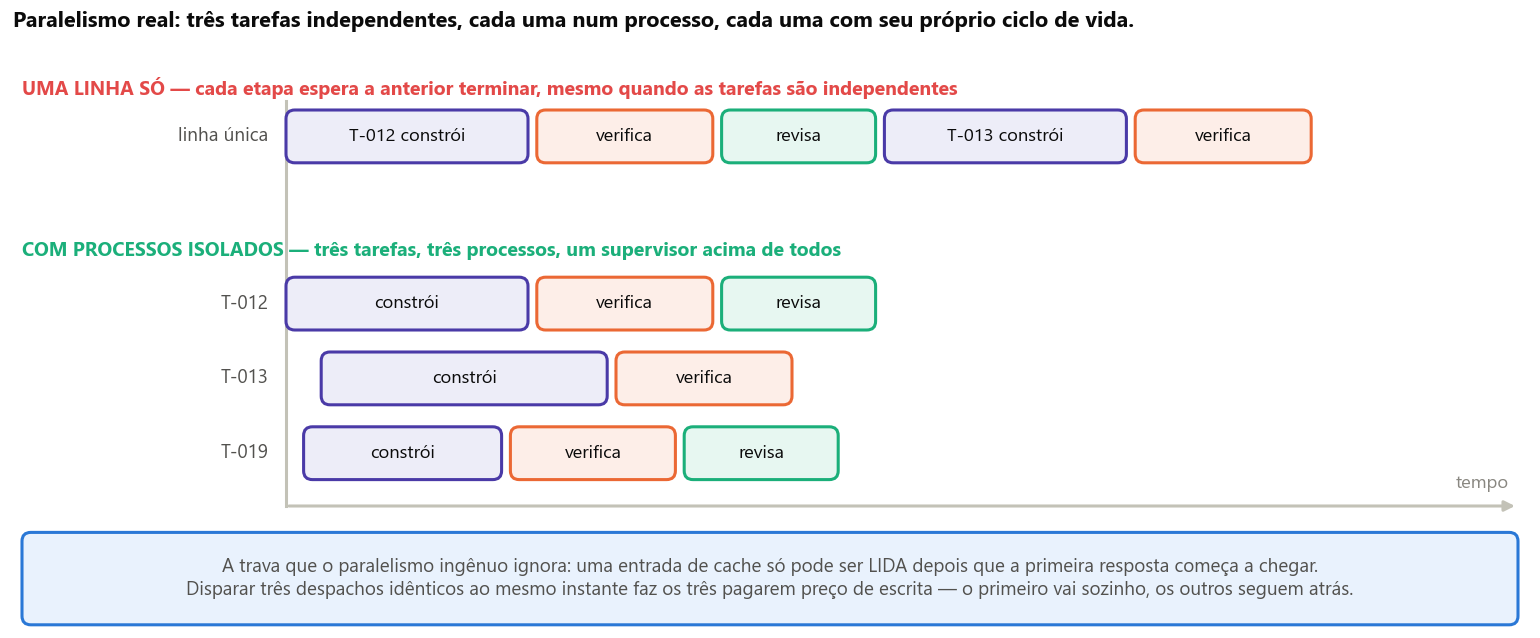 Paralelismo real: três tarefas independentes, cada uma num processo, cada uma com seu próprio ciclo de vida.
UMA LINHA SÓ — cada etapa espera a anterior terminar, mesmo quando as tarefas são independentes
linha única
T-012 constrói
verifica
revisa
T-013 constrói
verifica
COM PROCESSOS ISOLADOS — três tarefas, três processos, um supervisor acima de todos
T-012
constrói
verifica
revisa
T-013
constrói
verifica
T-019
constrói
verifica
revisa
tempo
A trava que o paralelismo ingênuo ignora: uma entrada de cache só pode ser LIDA depois que a primeira resposta começa a chegar.
Disparar três despachos idênticos ao mesmo instante faz os três pagarem preço de escrita — o primeiro vai sozinho, os outros seguem atrás.